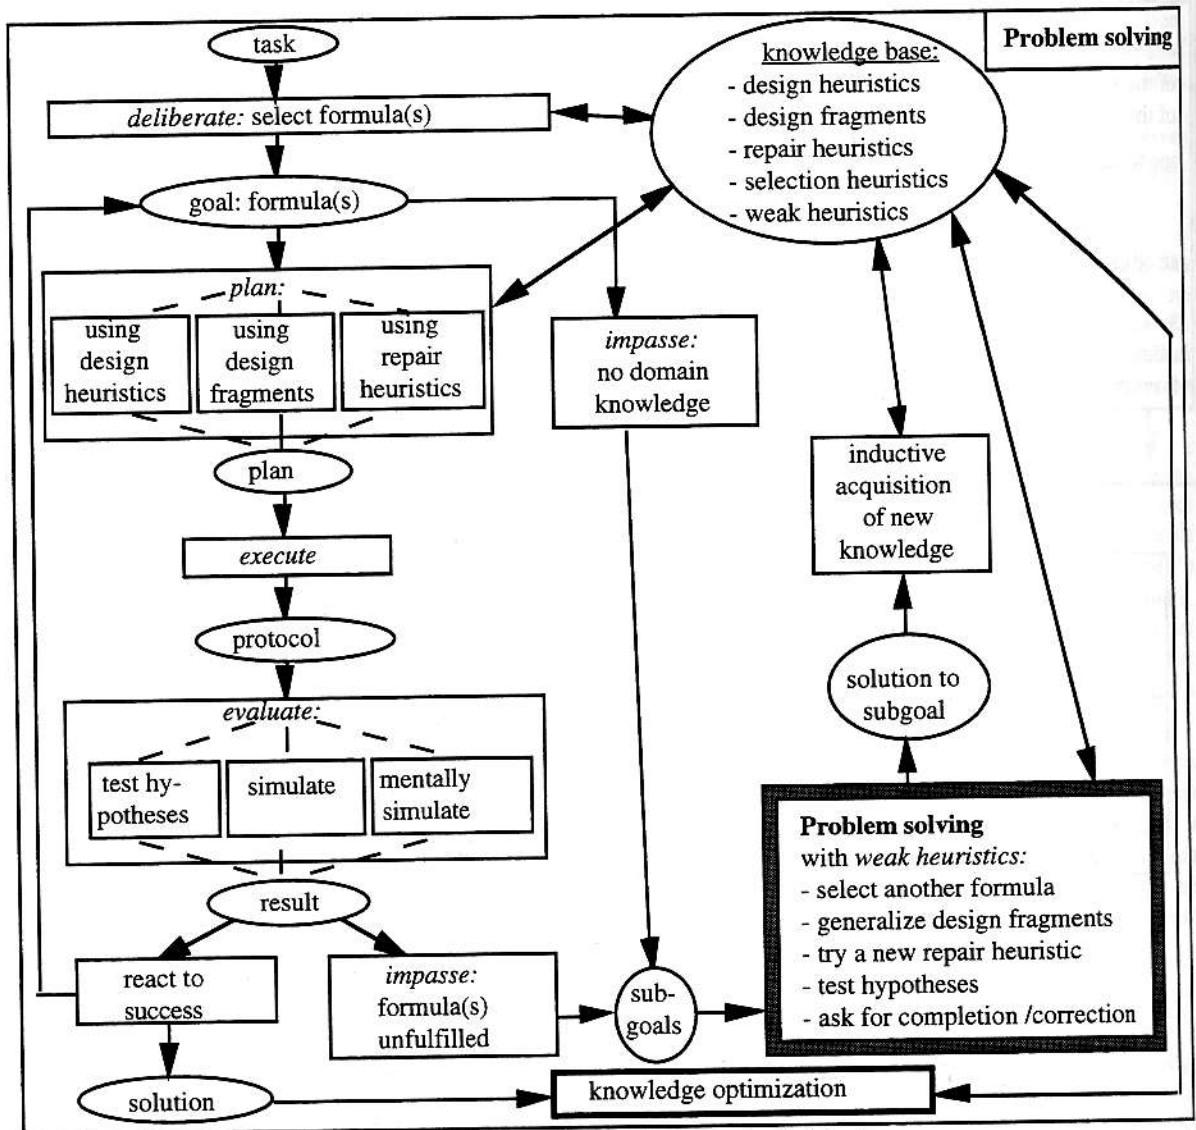 Problem solving
task
knowledge base:
- design heuristics
- design fragments
- repair heuristics
- selection heuristics
- weak heuristics
deliberate: select formula(s)
goal: formula(s)
plan:
using
design
heuristics
using
design
fragments
using
repair
heuristics
impasse:
no domain
knowledge
plan
inductive
acquisition
of new
knowledge
execute
protocol
solution to
subgoal
evaluate:
test hy-
potheses
simulate
mentally
simulate
Problem solving
with weak heuristics:
- select another formula
- generalize design fragments
- try a new repair heuristic
- test hypotheses
- ask for completion /correction
result
react to
success
impasse:
formula(s)
unfulfilled
sub-
goals
solution
knowledge optimization